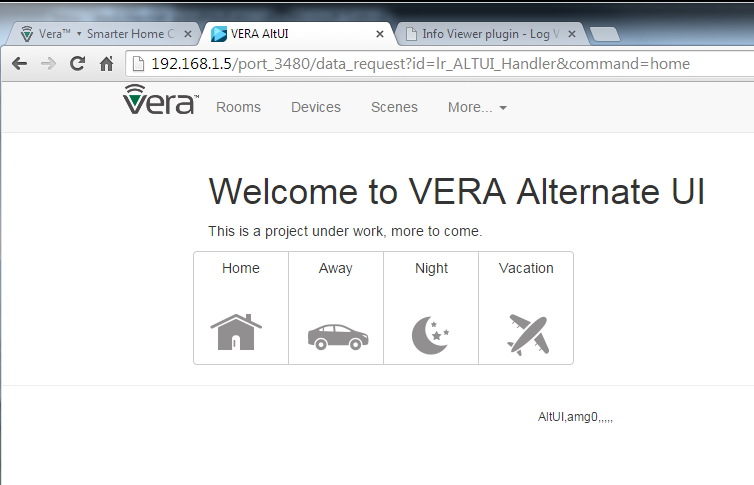 Vera™ • Smarter Home C
VERA AltUI
Info Viewer plugin - Log V
192.168.1.5/port_3480/data_request?id=lr_ALTUI_Handler&command=home
vera™ Rooms Devices Scenes More...
Welcome to VERA Alternate UI
This is a project under work, more to come.
Home Away Night Vacation
AltUI,amg0,,,,,